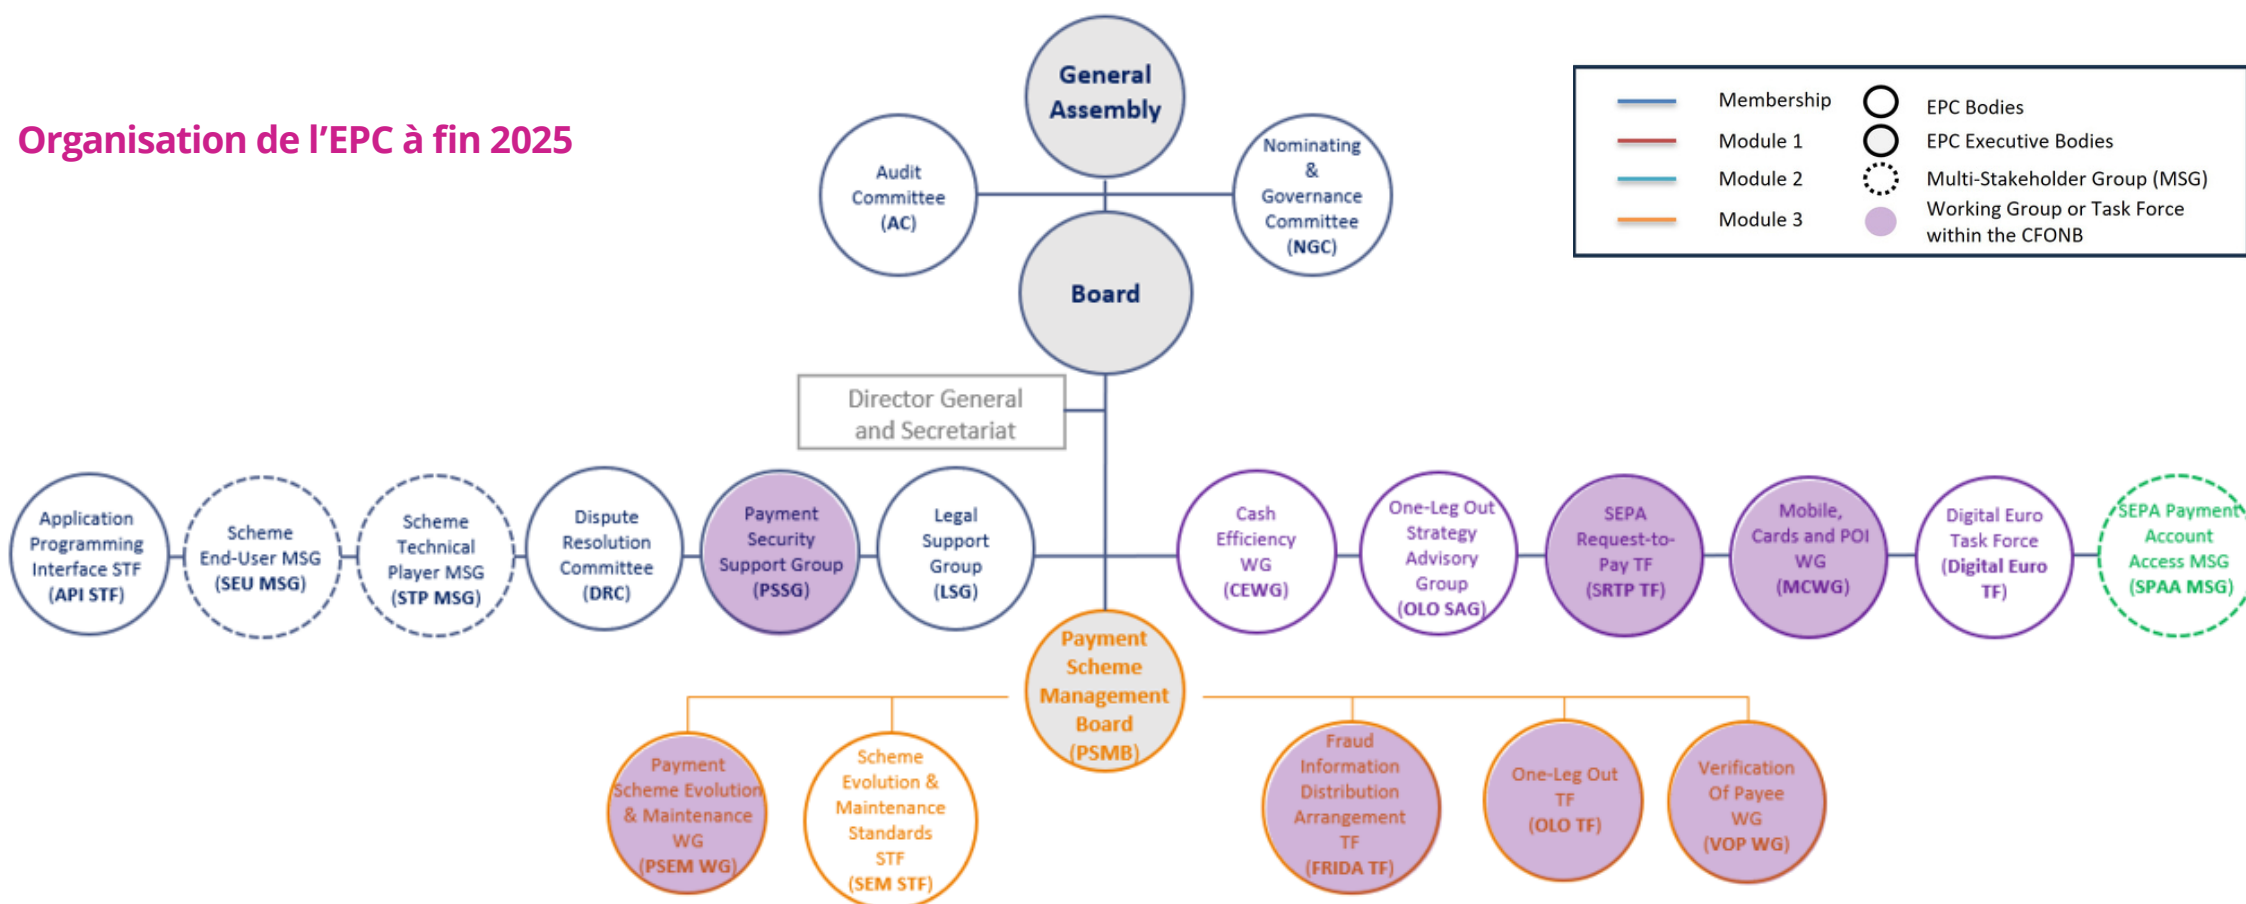 Organisation de l’EPC à fin 2025
General
Assembly
Audit
Committee
(AC)
Nominating
&
Governance
Committee
(NGC)
Board
Membership
Module 1
Module 2
Module 3
EPC Bodies
EPC Executive Bodies
Multi-Stakeholder Group (MSG)
Working Group or Task Force
within the CFONB
Director General
and Secretariat
Application
Programming
Interface STF
(API STF)
Scheme
End-User MSG
(SEU MSG)
Scheme
Technical
Player MSG
(STP MSG)
Dispute
Resolution
Committee
(DRC)
Payment
Security
Support Group
(PSSG)
Legal
Support
Group
(LSG)
Cash
Efficiency
WG
(CEWG)
One-Leg Out
Strategy
Advisory
Group
(OLO SAG)
SEPA
Request-to-
Pay TF
(SRTP TF)
Mobile,
Cards and POI
WG
(MCWG)
Digital Euro
Task Force
(Digital Euro
TF)
SEPA Payment
Account
Access MSG
(SPAA MSG)
Payment
Scheme
Management
Board
(PSMB)
Payment
Scheme Evolution
& Maintenance
WG
(PSEM WG)
Scheme
Evolution &
Maintenance
Standards
STF
(SEM STF)
Fraud
Information
Distribution
Arrangement
TF
(FRIDA TF)
One-Leg Out
TF
(OLO TF)
Verification
Of Payee
WG
(VOP WG)